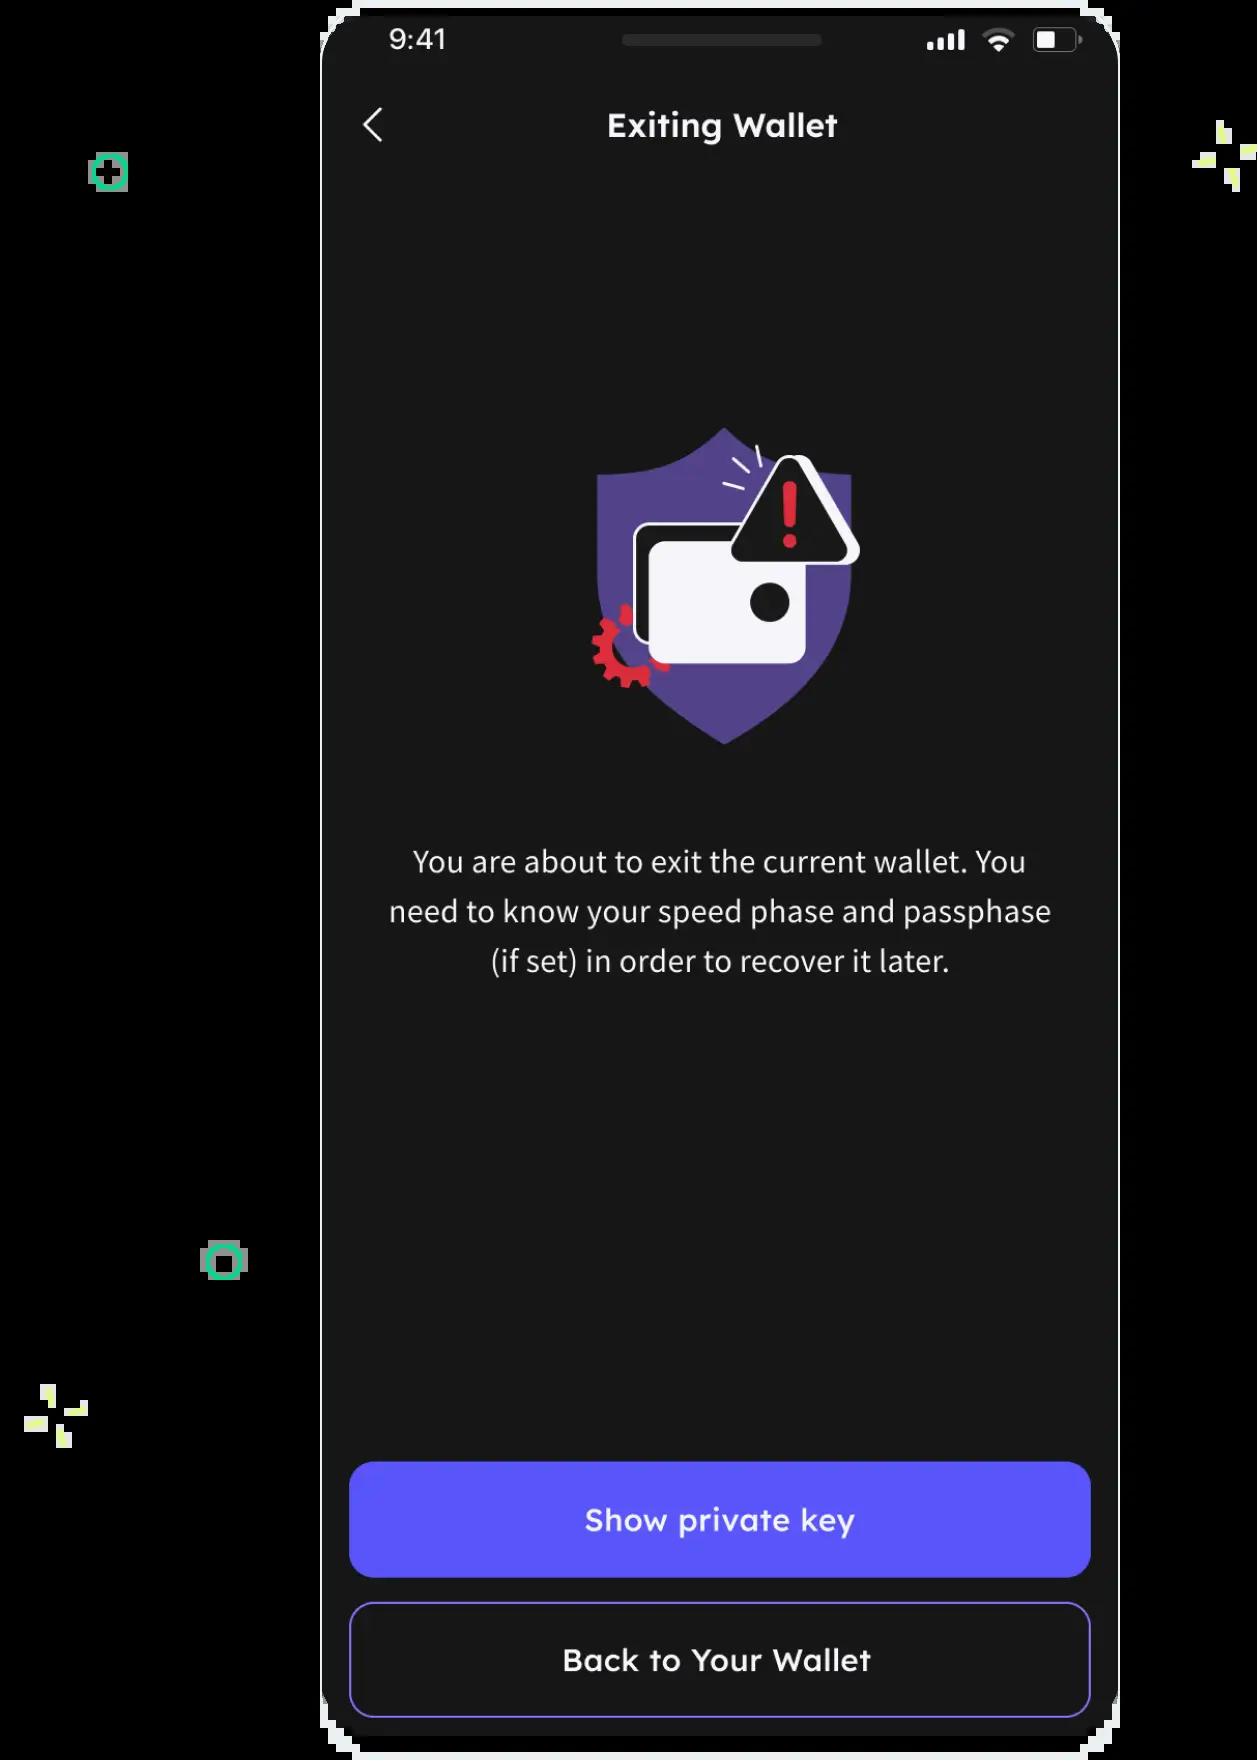 9:41
Exiting Wallet
You are about to exit the current wallet. You
need to know your speed phase and passphase
(if set) in order to recover it later.
Show private key
Back to Your Wallet